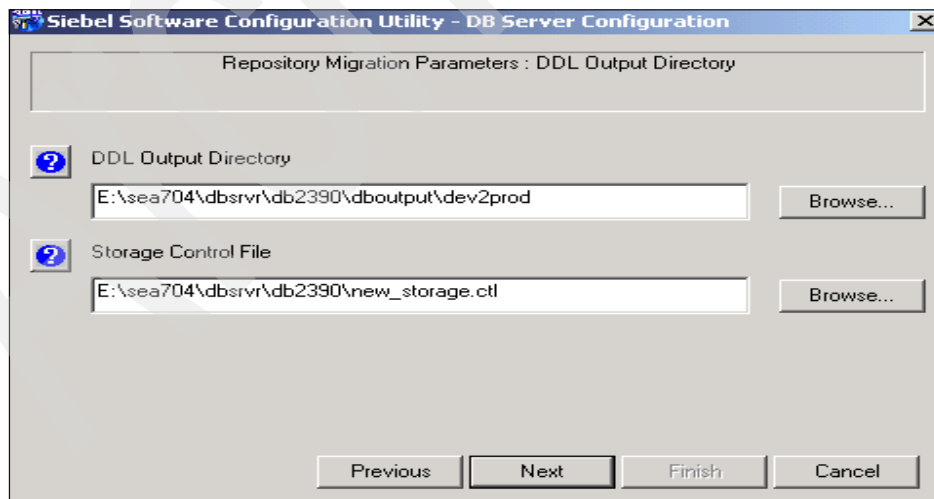 Siebel Software Configuration Utility - DB Server Configuration
Repository Migration Parameters : DDL Output Directory
DDL Output Directory
E:\sea704\dbsrvr\db2390\dboutput\dev2prod
Browse...
Storage Control File
E:\sea704\dbsrvr\db2390\new_storage.ctl
Browse...
Previous
Next
Finish
Cancel